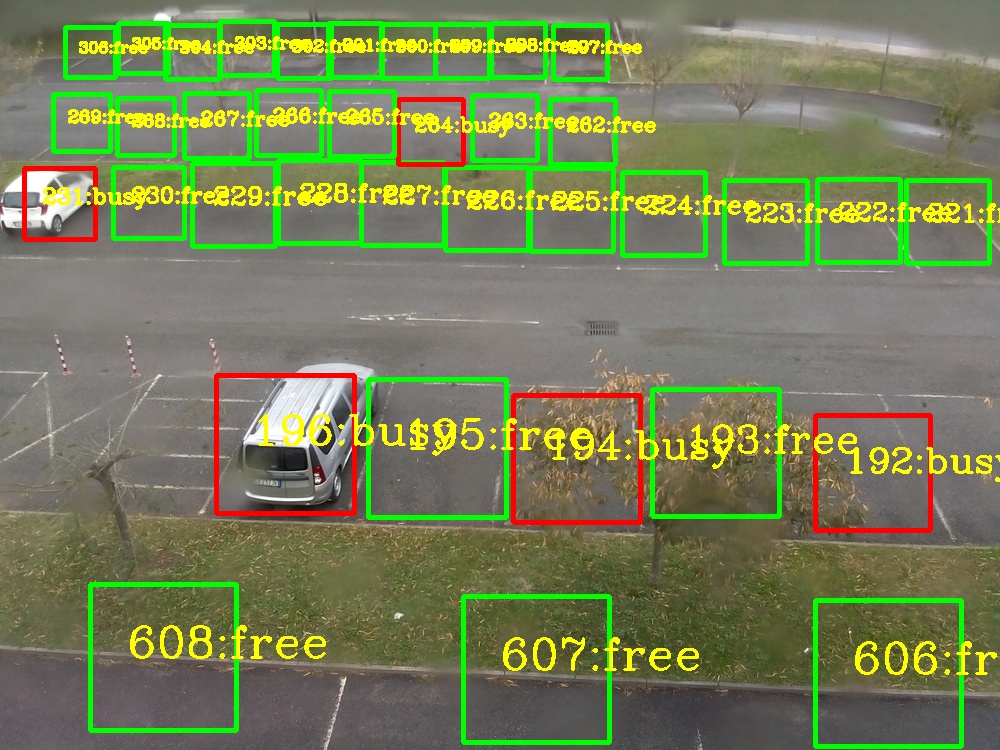 306:free 305:free 304:free 303:free 302:free 301:free 300:free 299:free 298:free 297:free
269:free 268:free 267:free 266:free 265:free 264:busy 263:free 262:free
231:busy 230:free 229:free 228:free 227:free 226:free 225:free 224:free 223:free 222:free 221:f
196:busy 195:free 194:busy 193:free 192:busy
608:free 607:free 606:fr